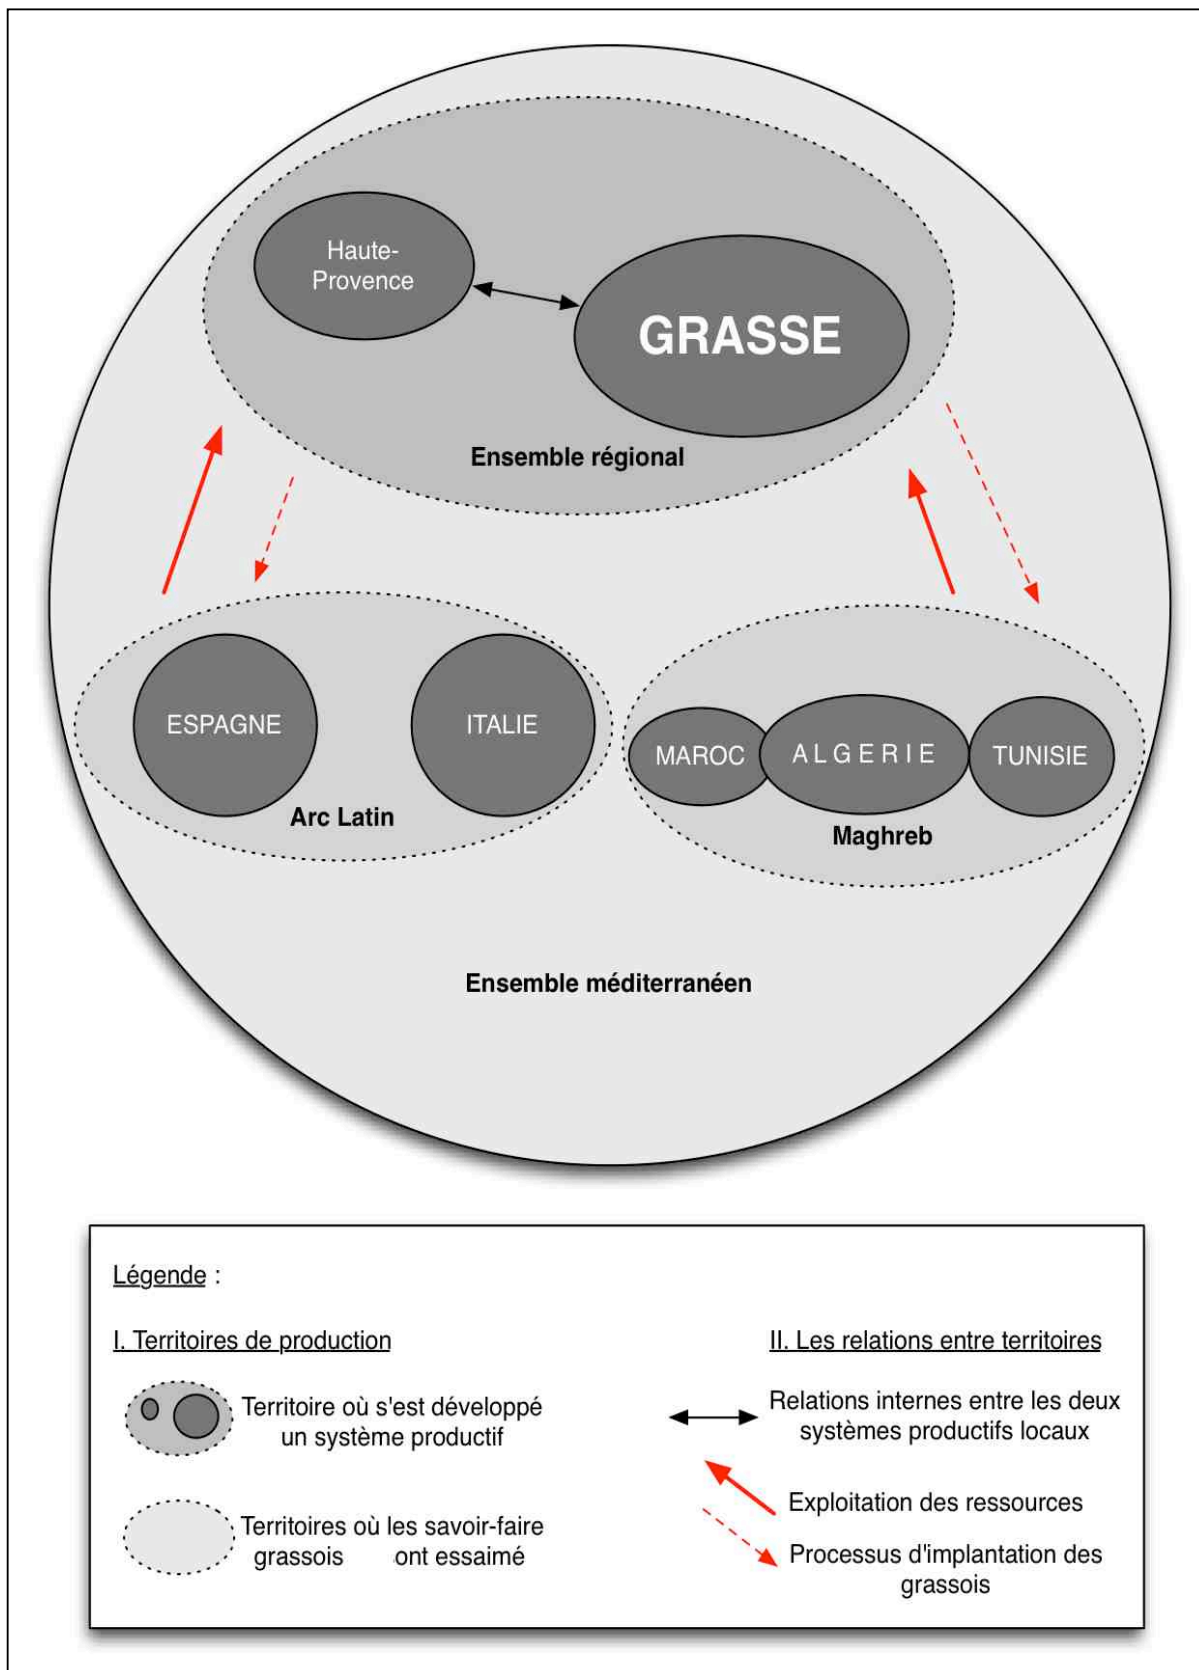 Haute-
Provence
GRASSE
Ensemble régional
ESPAGNE
ITALIE
Arc Latin
MAROC
ALGERIE
TUNISIE
Maghreb
Ensemble méditerranéen
Légende :
I. Territoires de production
Territoire où s'est développé
un système productif
Territoires où les savoir-faire
grassois ont essaimé
II. Les relations entre territoires
Relations internes entre les deux
systèmes productifs locaux
Exploitation des ressources
Processus d'implantation des
grassois